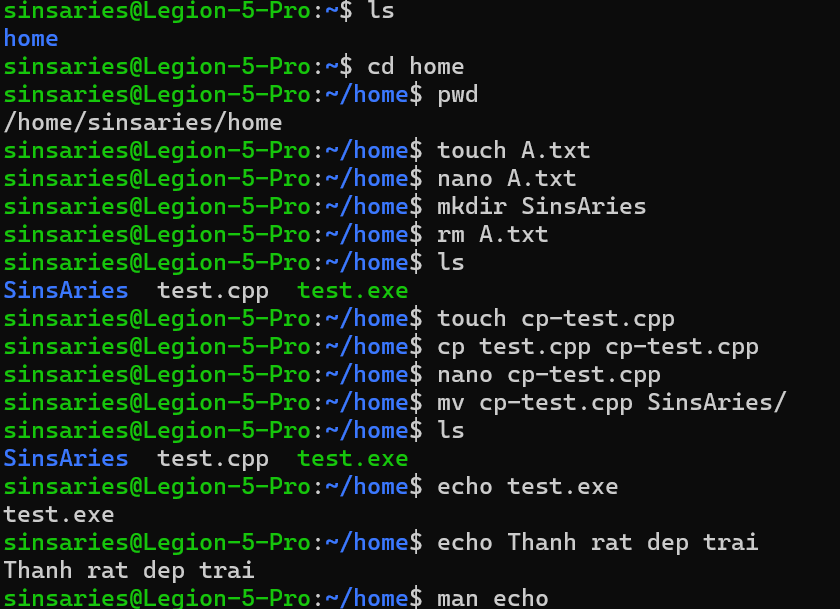 sinsaries@Legion-5-Pro:~$ ls
home
sinsaries@Legion-5-Pro:~$ cd home
sinsaries@Legion-5-Pro:~/home$ pwd
/home/sinsaries/home
sinsaries@Legion-5-Pro:~/home$ touch A.txt
sinsaries@Legion-5-Pro:~/home$ nano A.txt
sinsaries@Legion-5-Pro:~/home$ mkdir SinsAries
sinsaries@Legion-5-Pro:~/home$ rm A.txt
sinsaries@Legion-5-Pro:~/home$ ls
SinsAries  test.cpp  test.exe
sinsaries@Legion-5-Pro:~/home$ touch cp-test.cpp
sinsaries@Legion-5-Pro:~/home$ cp test.cpp cp-test.cpp
sinsaries@Legion-5-Pro:~/home$ nano cp-test.cpp
sinsaries@Legion-5-Pro:~/home$ mv cp-test.cpp SinsAries/
sinsaries@Legion-5-Pro:~/home$ ls
SinsAries  test.cpp  test.exe
sinsaries@Legion-5-Pro:~/home$ echo test.exe
test.exe
sinsaries@Legion-5-Pro:~/home$ echo Thanh rat dep trai
Thanh rat dep trai
sinsaries@Legion-5-Pro:~/home$ man echo